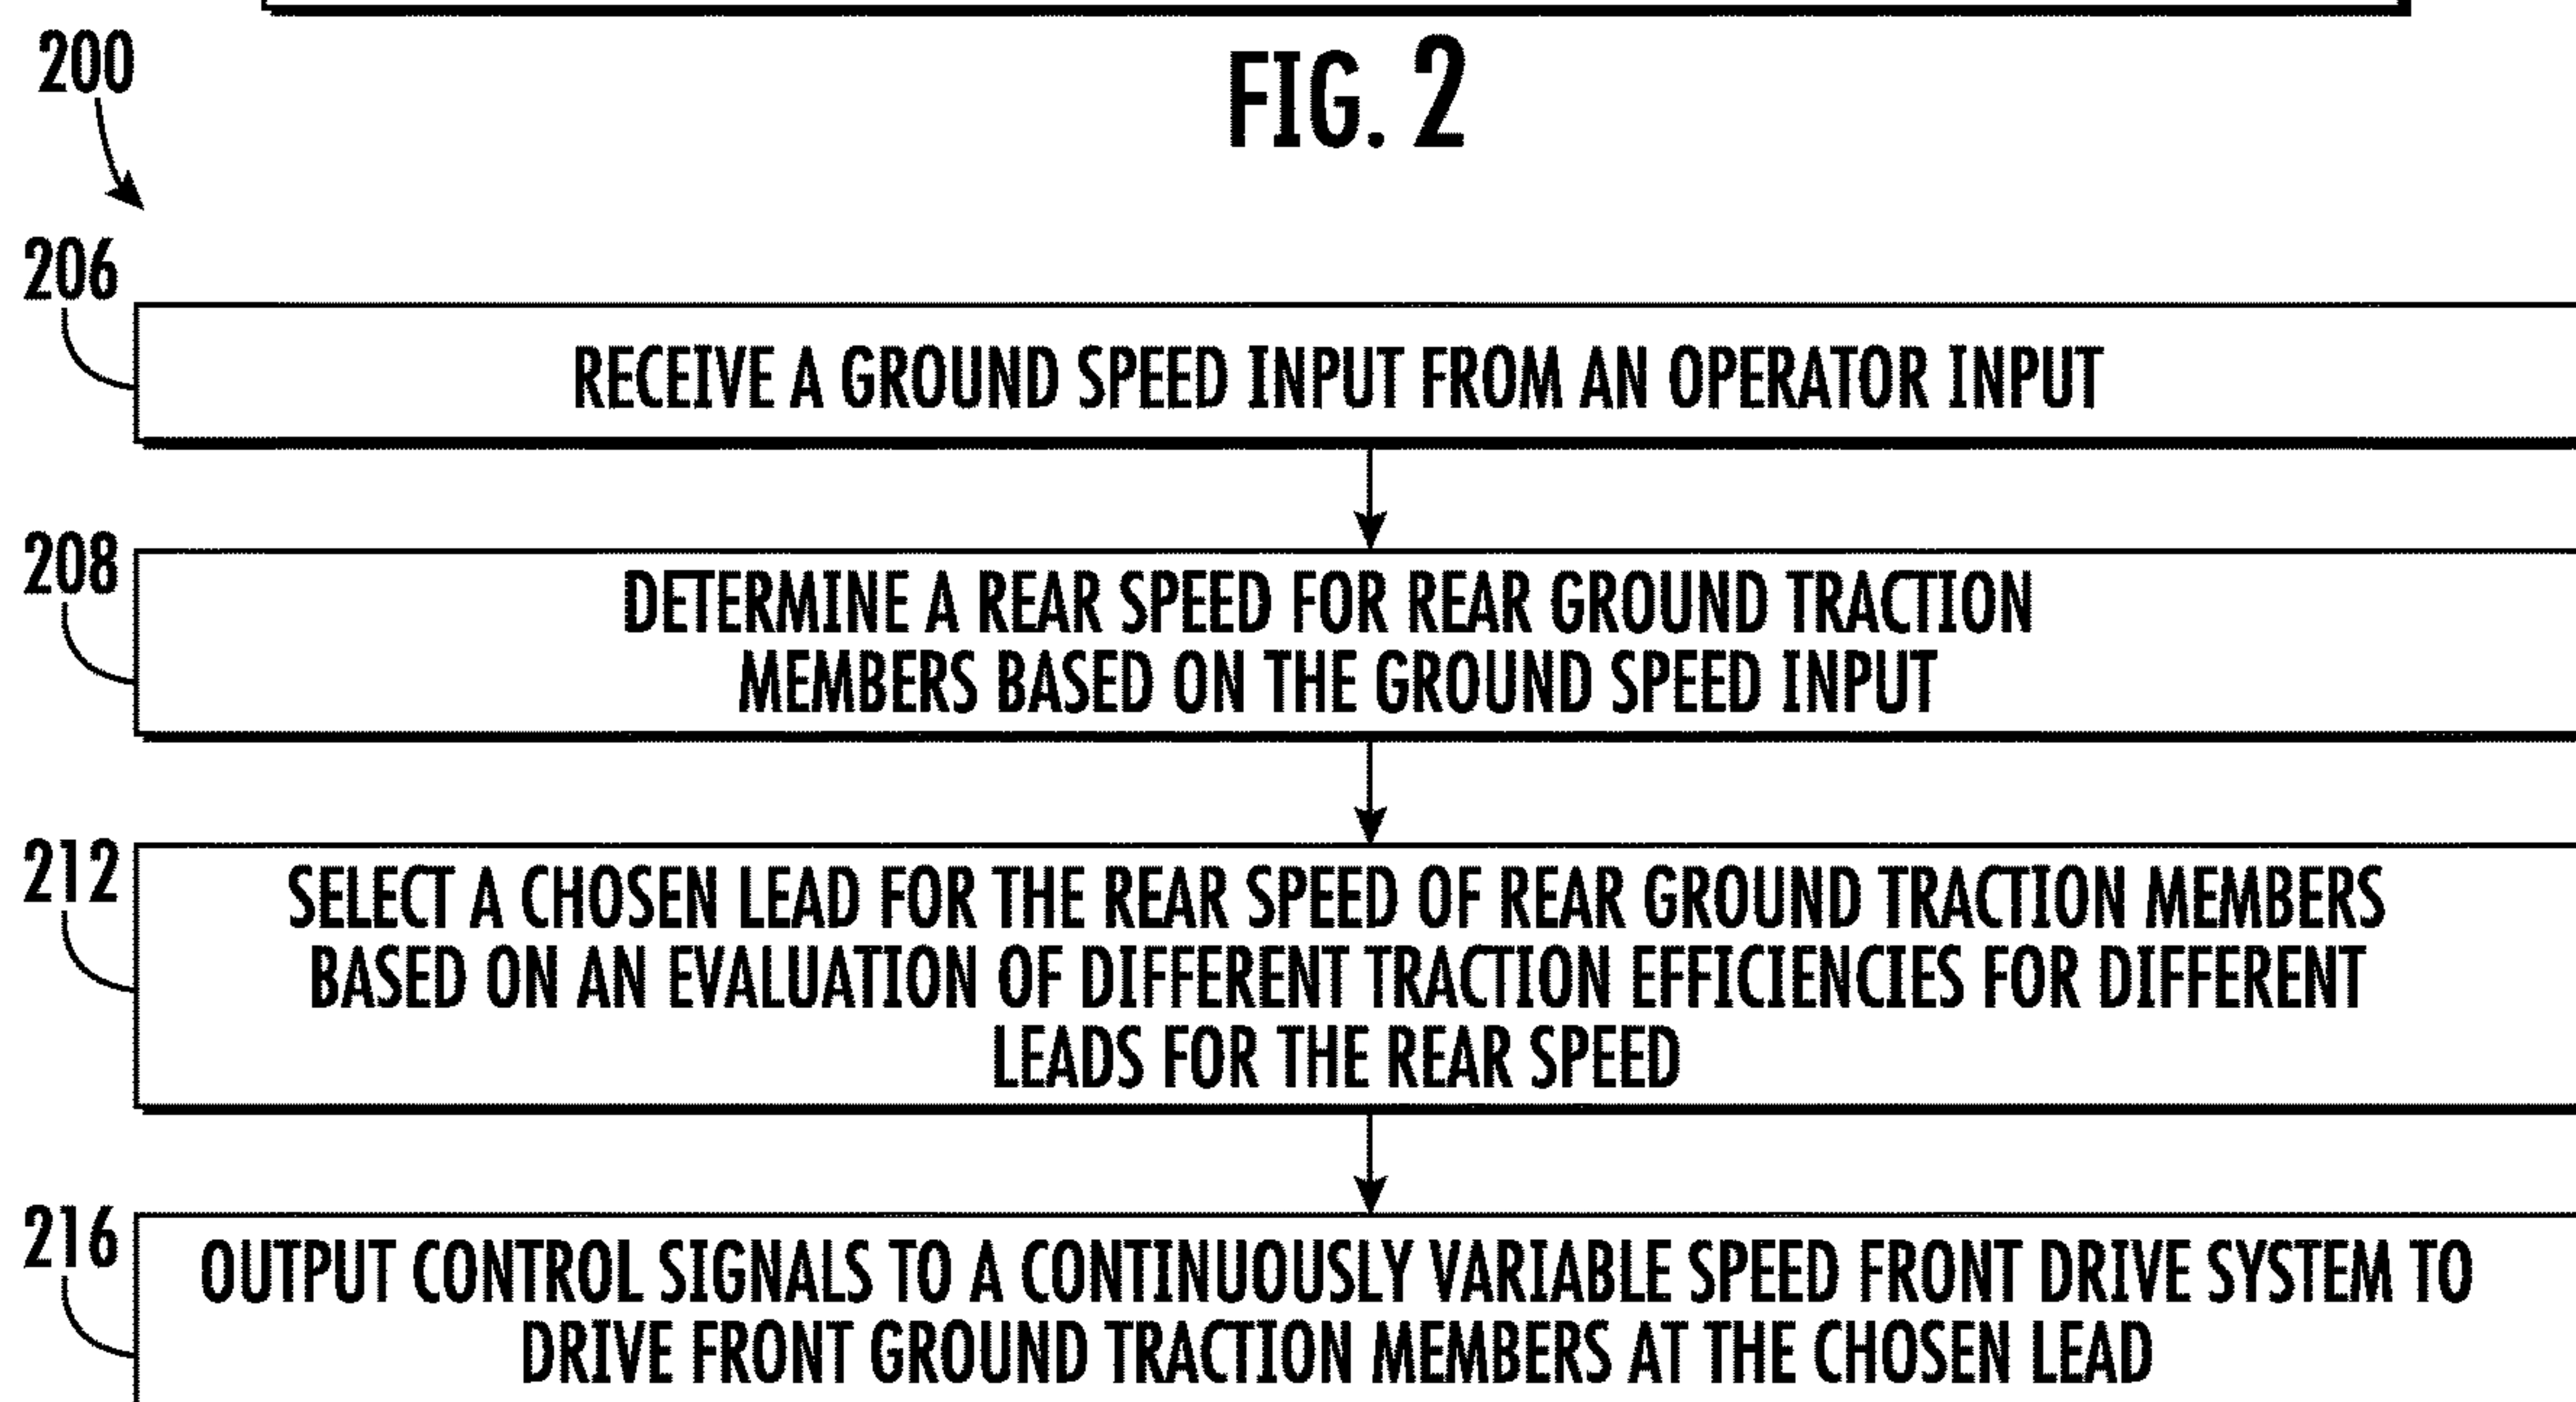 FIG. 2
200
206
RECEIVE A GROUND SPEED INPUT FROM AN OPERATOR INPUT
208
DETERMINE A REAR SPEED FOR REAR GROUND TRACTION
MEMBERS BASED ON THE GROUND SPEED INPUT
212
SELECT A CHOSEN LEAD FOR THE REAR SPEED OF REAR GROUND TRACTION MEMBERS
BASED ON AN EVALUATION OF DIFFERENT TRACTION EFFICIENCIES FOR DIFFERENT
LEADS FOR THE REAR SPEED
216
OUTPUT CONTROL SIGNALS TO A CONTINUOUSLY VARIABLE SPEED FRONT DRIVE SYSTEM TO
DRIVE FRONT GROUND TRACTION MEMBERS AT THE CHOSEN LEAD